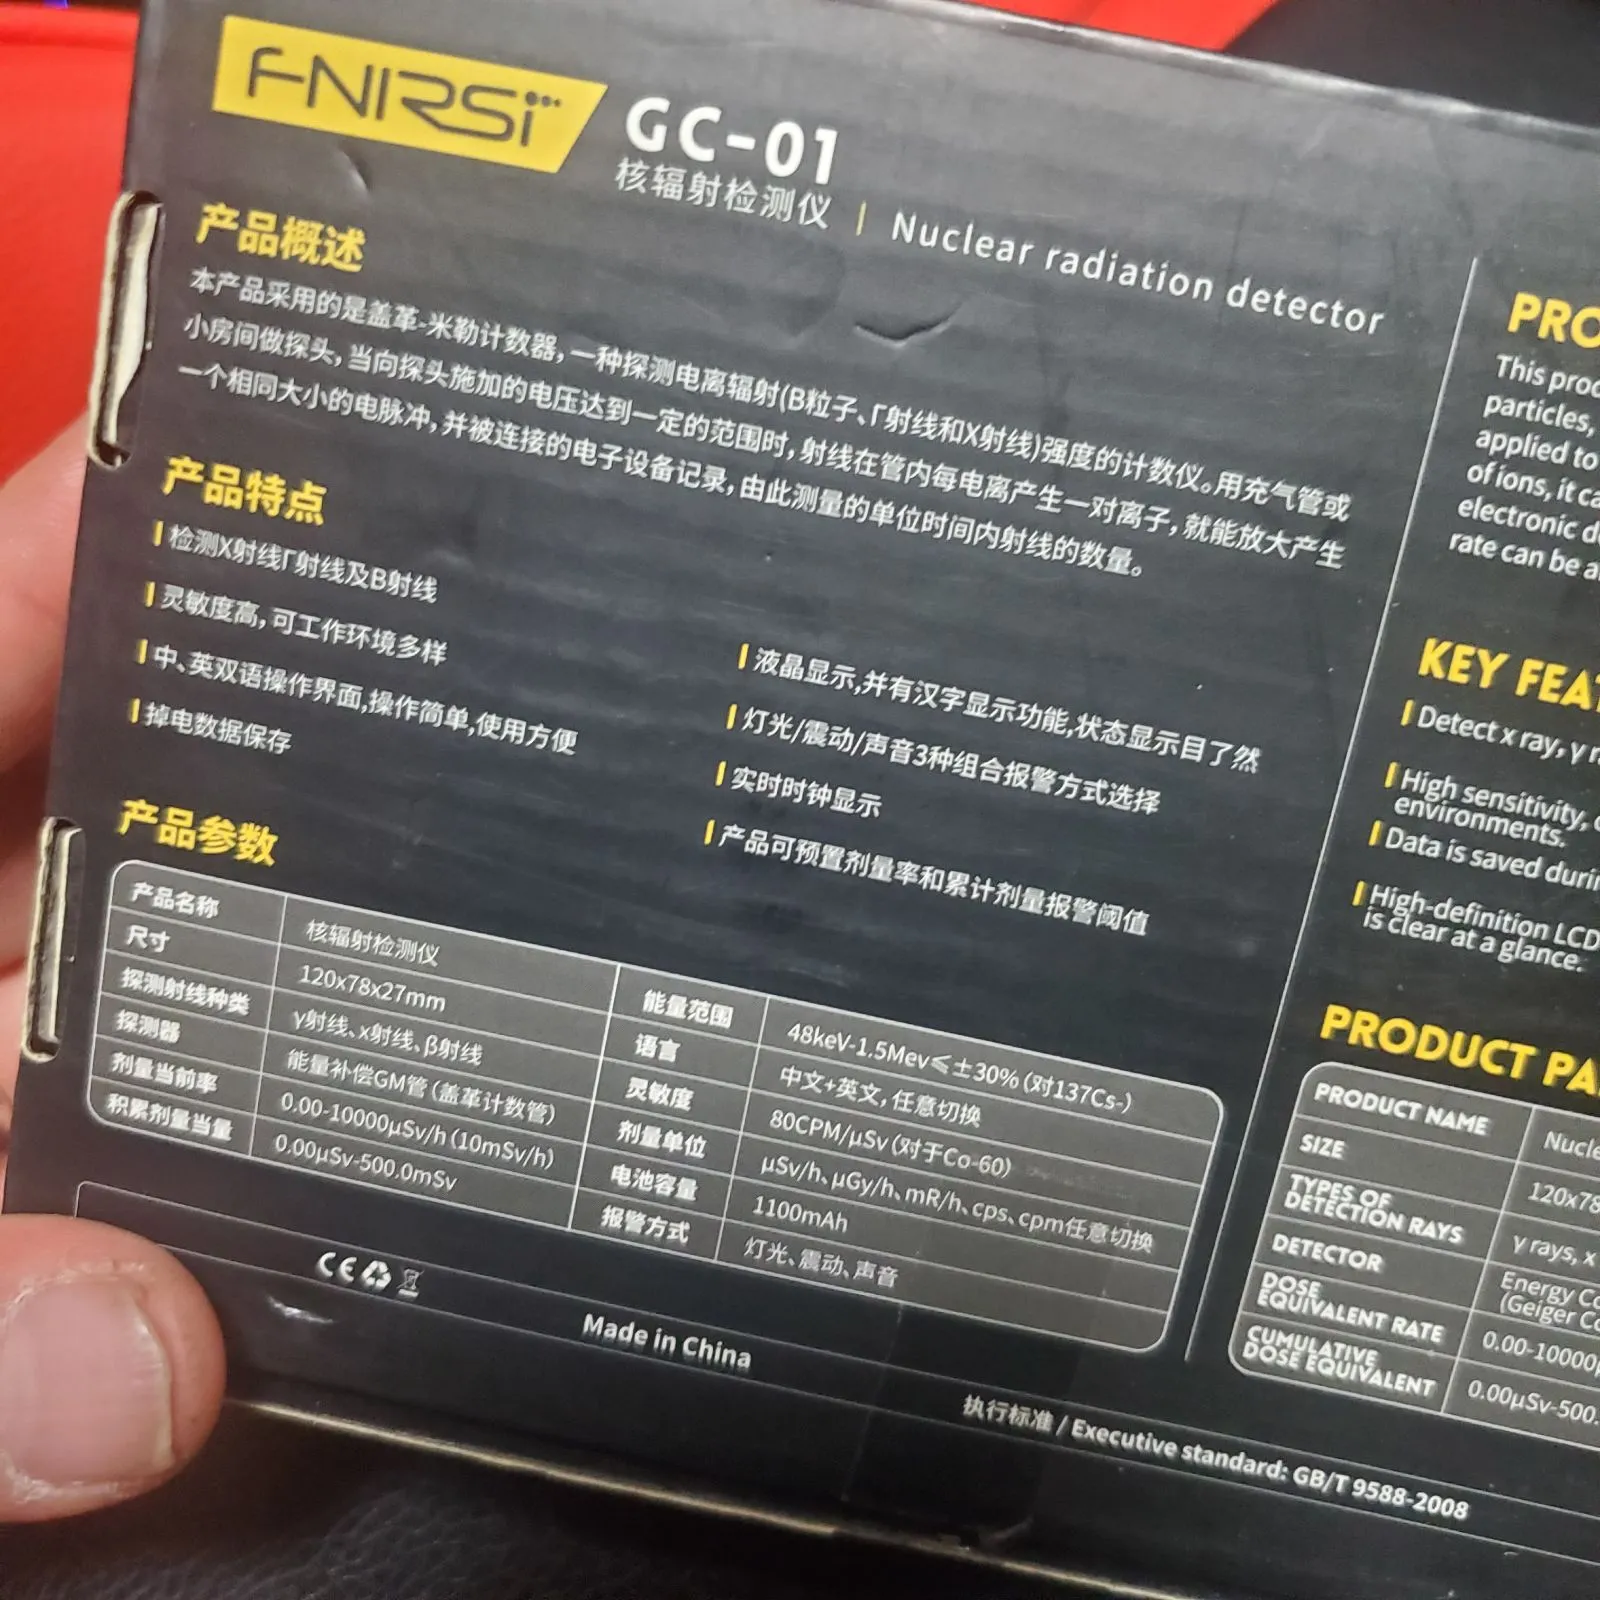 FNIRSI
GC-01
核辐射检测仪 | Nuclear radiation detector
产品概述
本产品采用的是盖革-米勒计数器，一种探测电离辐射(B粒子、Γ射线和X射线)强度的计数仪。用充气管或
小房间做探头，当向探头施加的电压达到一定的范围时，射线在管内每电离产生一对离子，就能放大产生
一个相同大小的电脉冲，并被连接的电子设备记录，由此测量的单位时间内射线的数量。
产品特点
检测X射线Γ射线及B射线
灵敏度高，可工作环境多样
中、英双语操作界面,操作简单,使用方便
掉电数据保存
液晶显示,并有汉字显示功能,状态显示目了然
灯光/震动/声音3种组合报警方式选择
实时时钟显示
产品可预置剂量率和累计剂量报警阈值
产品参数
产品名称 核辐射检测仪
尺寸 120x78x27mm
探测射线种类 γ射线、x射线、β射线
探测器 能量补偿GM管（盖革计数管）
剂量当前率 0.00-10000μSv/h (10mSv/h)
积累剂量当量 0.00μSv-500.0mSv
能量范围 48keV-1.5Mev≤±30% (对137Cs-)
语言 中文+英文，任意切换
灵敏度 80CPM/μSv (对于Co-60)
剂量单位 μSv/h、μGy/h、mR/h、cps、cpm任意切换
电池容量 1100mAh
报警方式 灯光、震动、声音
CE
Made in China
执行标准 / Executive standard: GB/T 9588-2008
This
particles,
applied to
of ions, it
electronic
rate can be
KEY
Detect x ray, γ
High sensitivity,
environments.
Data is saved
High-definition LCD
is clear at a glance.
PRODUCT
PRODUCT NAME
SIZE
TYPES OF
DETECTION RAYS γ rays, x
DETECTOR Energy
(Geiger
DOSE
EQUIVALENT RATE
CUMULATIVE
DOSE EQUIVALENT